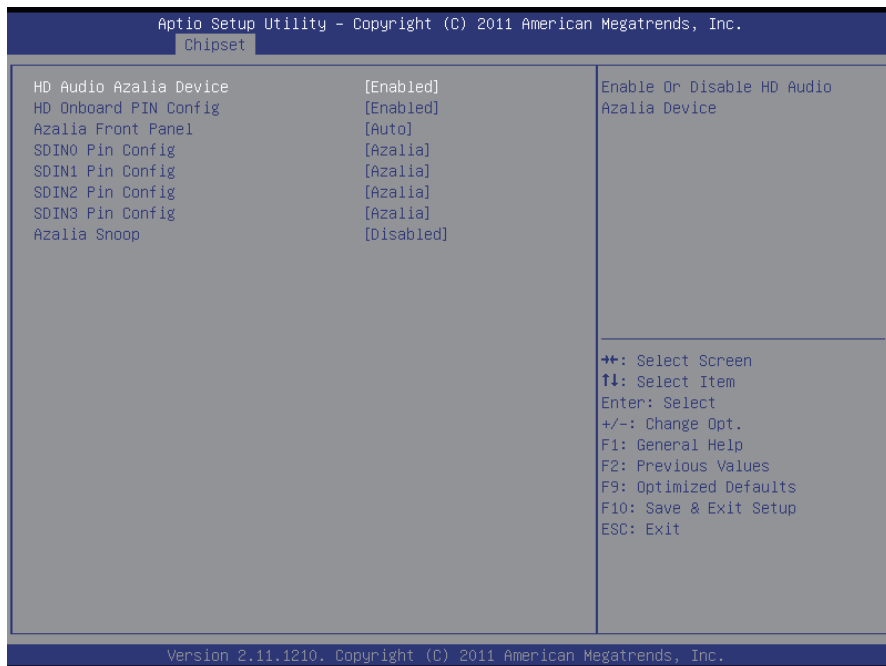 Aptio Setup Utility – Copyright (C) 2011 American Megatrends, Inc.
Chipset
HD Audio Azalia Device [Enabled]
HD Onboard PIN Config [Enabled]
Azalia Front Panel [Auto]
SDIN0 Pin Config [Azalia]
SDIN1 Pin Config [Azalia]
SDIN2 Pin Config [Azalia]
SDIN3 Pin Config [Azalia]
Azalia Snoop [Disabled]
Enable Or Disable HD Audio
Azalia Device
→←: Select Screen
↑↓: Select Item
Enter: Select
+/-: Change Opt.
F1: General Help
F2: Previous Values
F9: Optimized Defaults
F10: Save & Exit Setup
ESC: Exit
Version 2.11.1210. Copyright (C) 2011 American Megatrends, Inc.